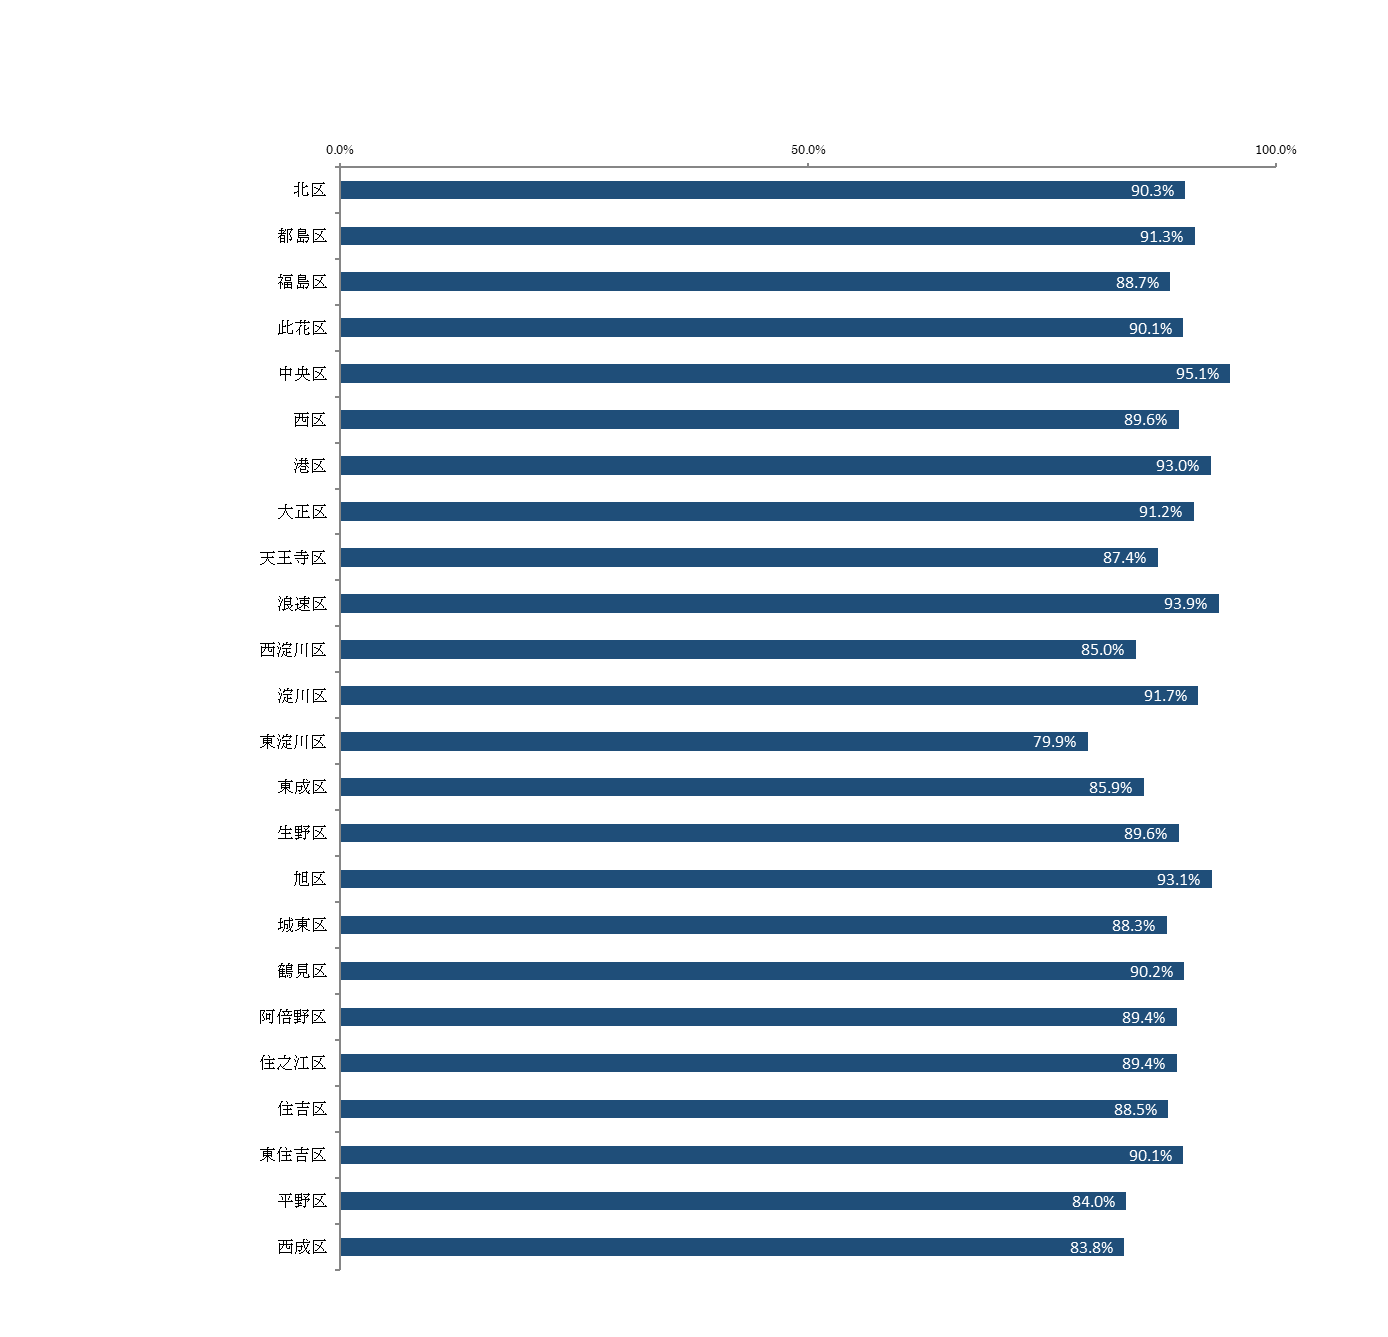 0.0% 50.0% 100.0%
北区 90.3%
都島区 91.3%
福島区 88.7%
此花区 90.1%
中央区 95.1%
西区 89.6%
港区 93.0%
大正区 91.2%
天王寺区 87.4%
浪速区 93.9%
西淀川区 85.0%
淀川区 91.7%
東淀川区 79.9%
東成区 85.9%
生野区 89.6%
旭区 93.1%
城東区 88.3%
鶴見区 90.2%
阿倍野区 89.4%
住之江区 89.4%
住吉区 88.5%
東住吉区 90.1%
平野区 84.0%
西成区 83.8%